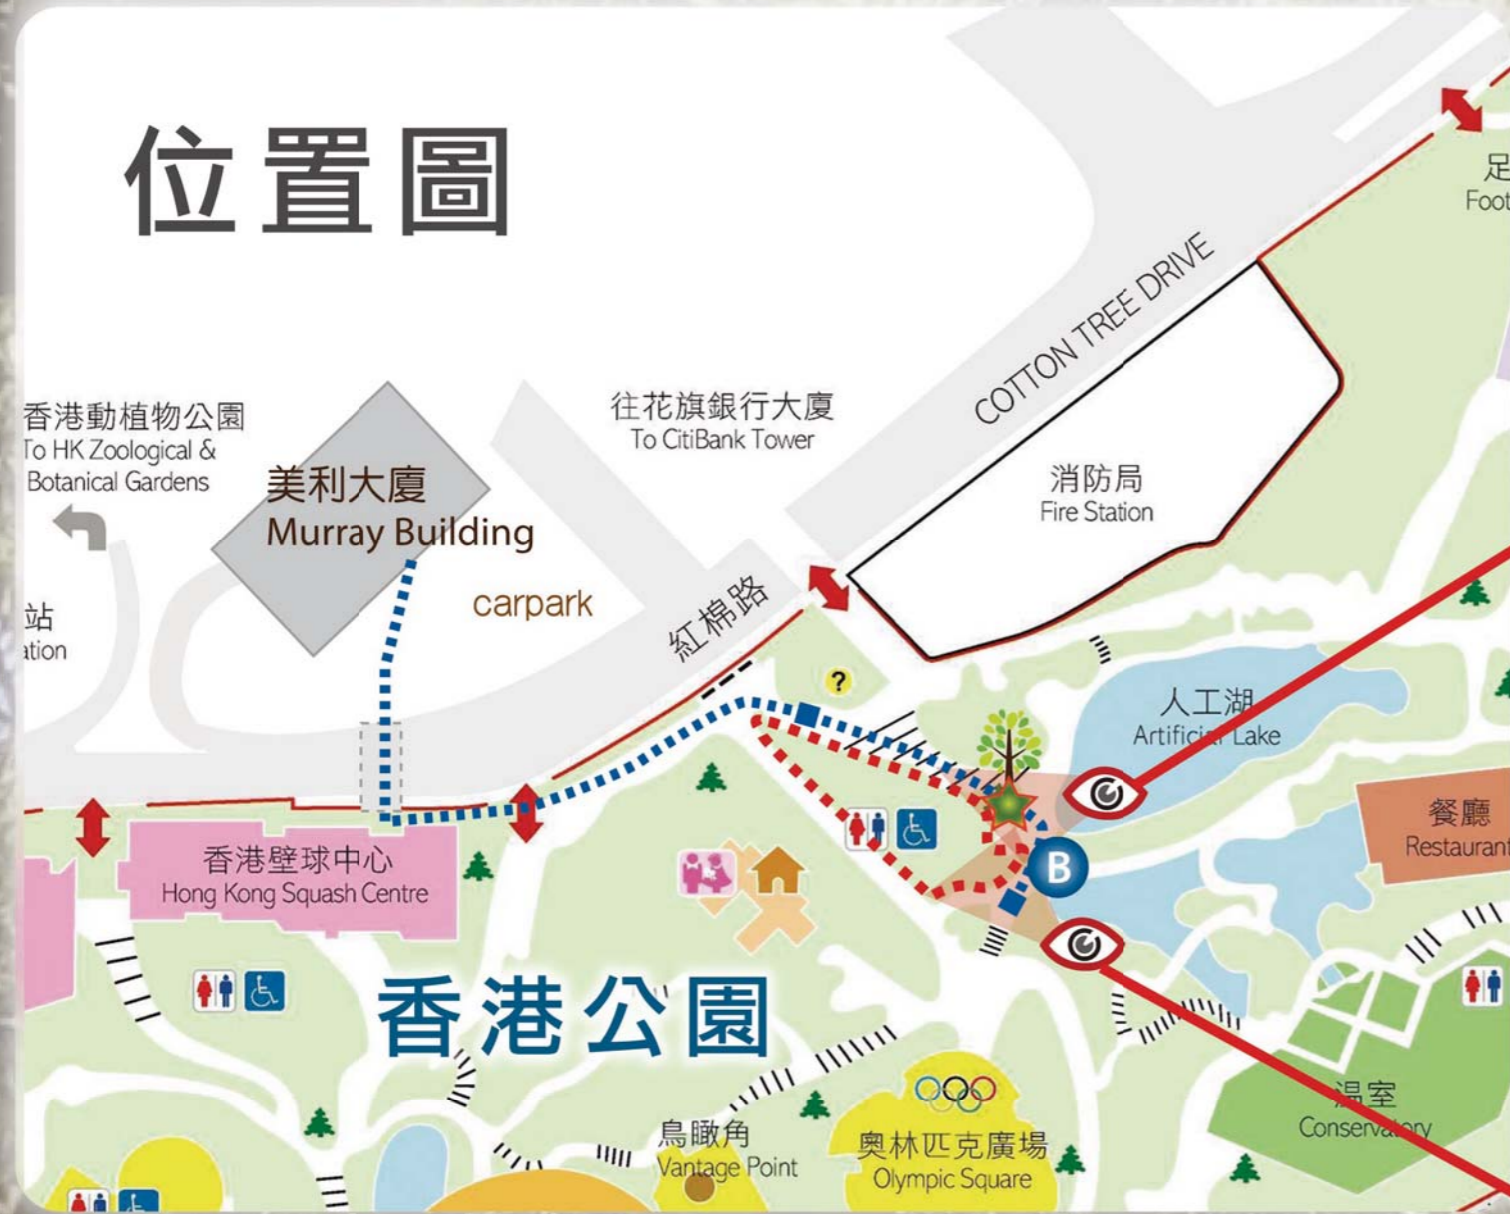 位置圖
足
Foot
COTTON TREE DRIVE
香港動植物公園
To HK Zoological &
Botanical Gardens
往花旗銀行大廈
To CitiBank Tower
美利大廈
Murray Building
消防局
Fire Station
carpark
紅棉路
站
ation
?
人工湖
Artificial Lake
餐廳
Restaurant
香港壁球中心
Hong Kong Squash Centre
B
香港公園
鳥瞰角
Vantage Point
奧林匹克廣場
Olympic Square
溫室
Conservatory